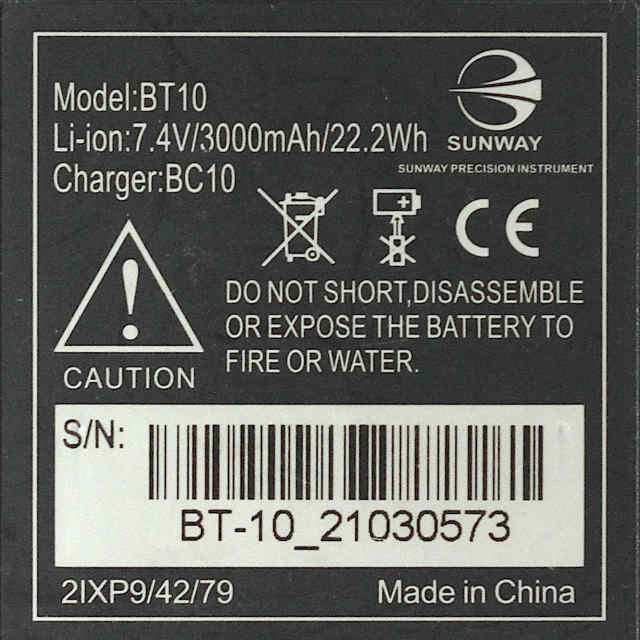 Model:BT10
Li-ion:7.4V/3000mAh/22.2Wh
Charger:BC10
SUNWAY
SUNWAY PRECISION INSTRUMENT
CE
DO NOT SHORT,DISASSEMBLE
OR EXPOSE THE BATTERY TO
FIRE OR WATER.
CAUTION
S/N:
BT-10_21030573
2IXP9/42/79
Made in China